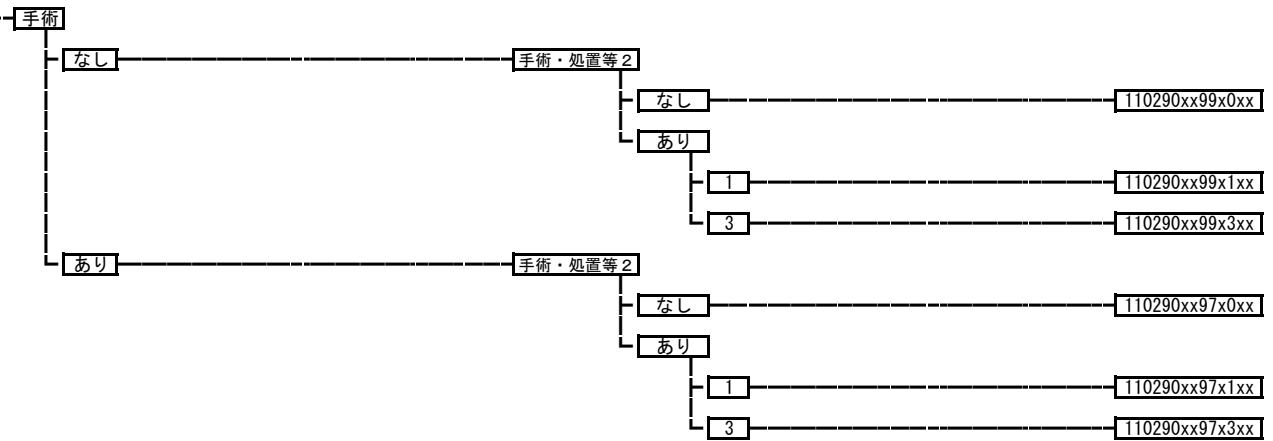 手術
なし 手術・処置等２
なし 110290xx99x0xx
あり
1 110290xx99x1xx
3 110290xx99x3xx
あり 手術・処置等２
なし 110290xx97x0xx
あり
1 110290xx97x1xx
3 110290xx97x3xx